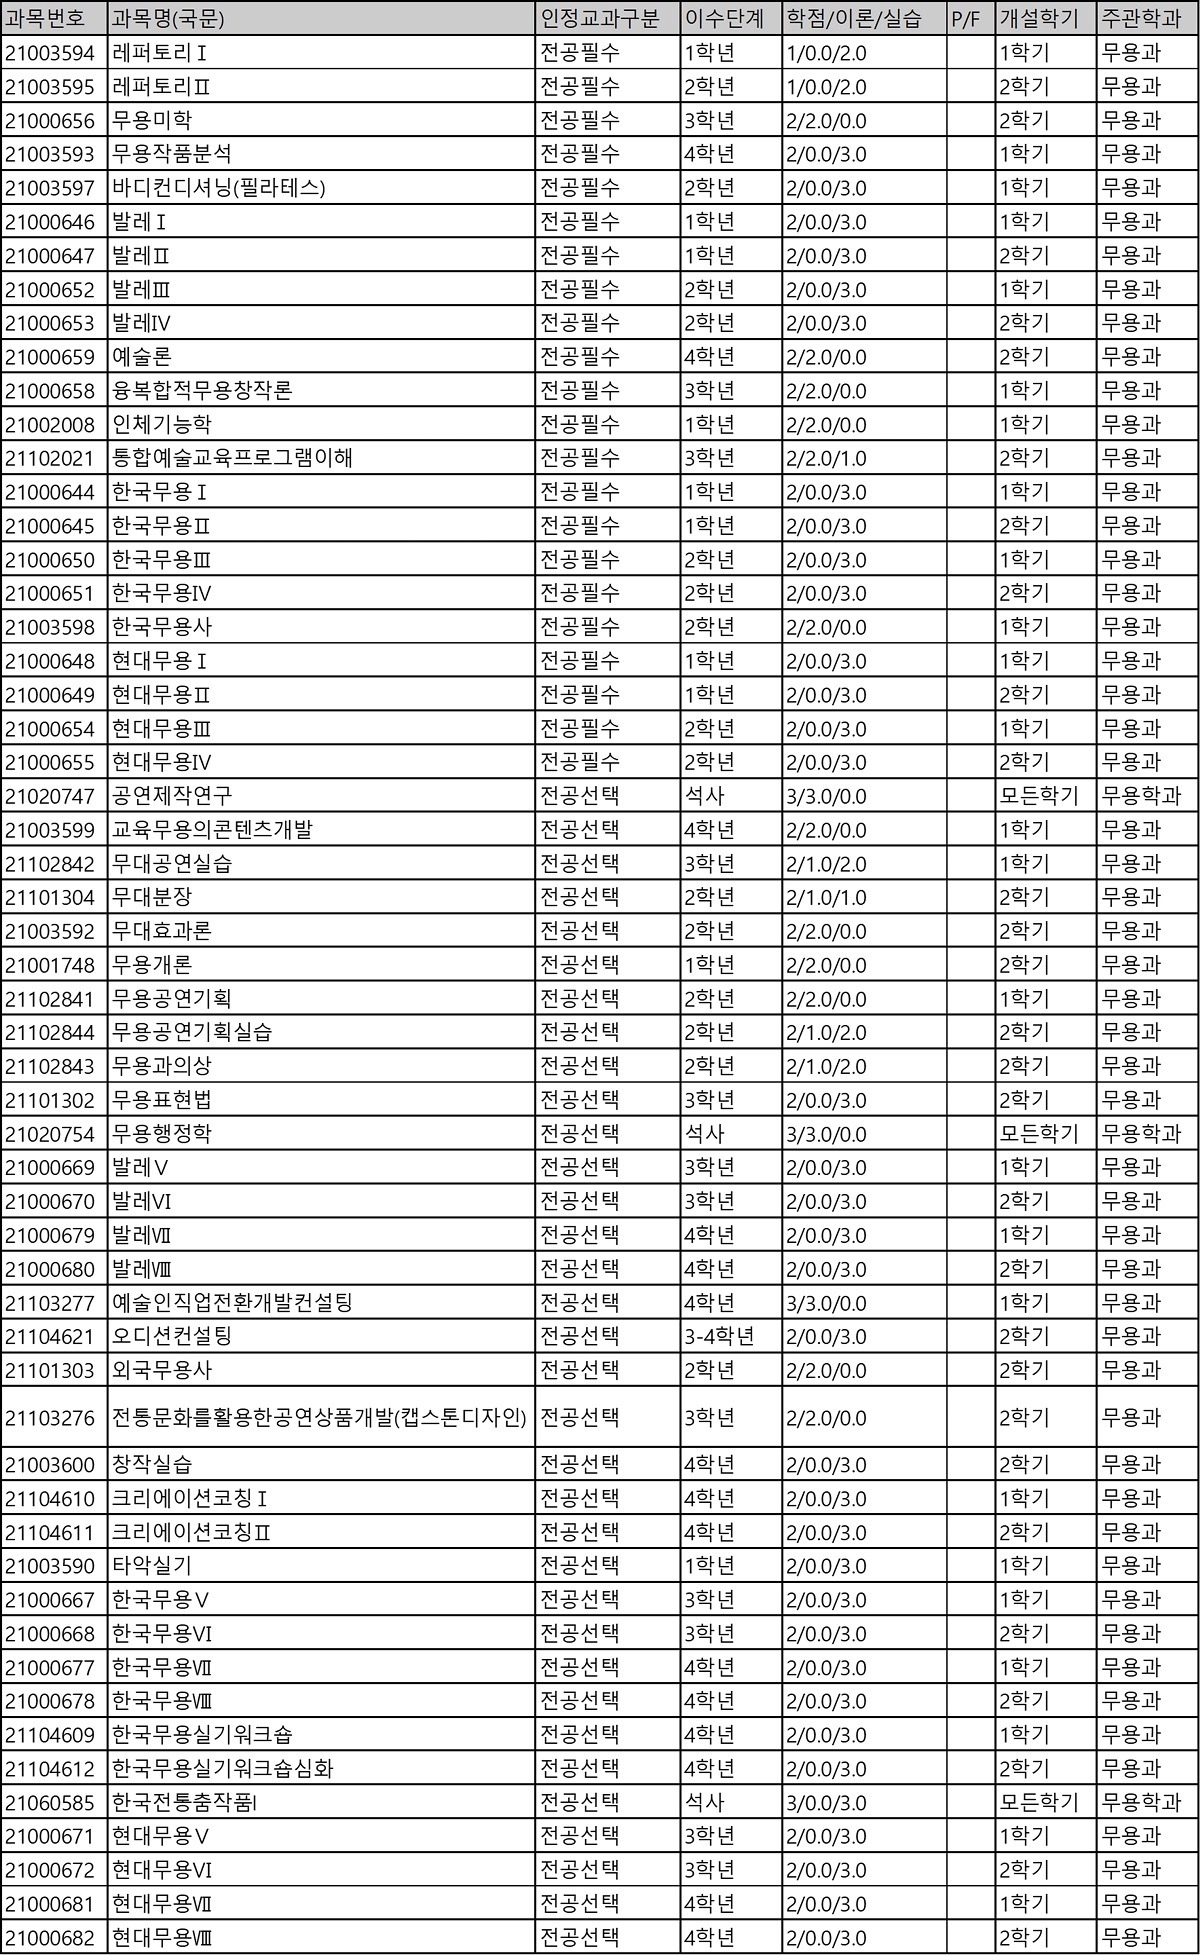 과목번호 과목명(국문) 인정교과구분 이수단계 학점/이론/실습 P/F 개설학기 주관학과
21003594 레퍼토리Ⅰ 전공필수 1학년 1/0.0/2.0 1학기 무용과
21003595 레퍼토리Ⅱ 전공필수 2학년 1/0.0/2.0 2학기 무용과
21000656 무용미학 전공필수 3학년 2/2.0/0.0 2학기 무용과
21003593 무용작품분석 전공필수 4학년 2/0.0/3.0 1학기 무용과
21003597 바디컨디셔닝(필라테스) 전공필수 2학년 2/0.0/3.0 1학기 무용과
21000646 발레Ⅰ 전공필수 1학년 2/0.0/3.0 1학기 무용과
21000647 발레Ⅱ 전공필수 1학년 2/0.0/3.0 2학기 무용과
21000652 발레Ⅲ 전공필수 2학년 2/0.0/3.0 1학기 무용과
21000653 발레Ⅳ 전공필수 2학년 2/0.0/3.0 2학기 무용과
21000659 예술론 전공필수 4학년 2/2.0/0.0 2학기 무용과
21000658 융복합적무용창작론 전공필수 3학년 2/2.0/0.0 1학기 무용과
21002008 인체기능학 전공필수 1학년 2/2.0/0.0 1학기 무용과
21102021 통합예술교육프로그램이해 전공필수 3학년 2/2.0/1.0 2학기 무용과
21000644 한국무용Ⅰ 전공필수 1학년 2/0.0/3.0 1학기 무용과
21000645 한국무용Ⅱ 전공필수 1학년 2/0.0/3.0 2학기 무용과
21000650 한국무용Ⅲ 전공필수 2학년 2/0.0/3.0 1학기 무용과
21000651 한국무용Ⅳ 전공필수 2학년 2/0.0/3.0 2학기 무용과
21003598 한국무용사 전공필수 2학년 2/2.0/0.0 1학기 무용과
21000648 현대무용Ⅰ 전공필수 1학년 2/0.0/3.0 1학기 무용과
21000649 현대무용Ⅱ 전공필수 1학년 2/0.0/3.0 2학기 무용과
21000654 현대무용Ⅲ 전공필수 2학년 2/0.0/3.0 1학기 무용과
21000655 현대무용Ⅳ 전공필수 2학년 2/0.0/3.0 2학기 무용과
21020747 공연제작연구 전공선택 석사 3/3.0/0.0 모든학기 무용학과
21003599 교육무용의콘텐츠개발 전공선택 4학년 2/2.0/0.0 1학기 무용과
21102842 무대공연실습 전공선택 3학년 2/1.0/2.0 1학기 무용과
21101304 무대분장 전공선택 2학년 2/1.0/1.0 2학기 무용과
21003592 무대효과론 전공선택 2학년 2/2.0/0.0 2학기 무용과
21001748 무용개론 전공선택 1학년 2/2.0/0.0 2학기 무용과
21102841 무용공연기획 전공선택 2학년 2/2.0/0.0 1학기 무용과
21102844 무용공연기획실습 전공선택 2학년 2/1.0/2.0 2학기 무용과
21102843 무용과의상 전공선택 2학년 2/1.0/2.0 2학기 무용과
21101302 무용표현법 전공선택 3학년 2/0.0/3.0 2학기 무용과
21020754 무용행정학 전공선택 석사 3/3.0/0.0 모든학기 무용학과
21000669 발레Ⅴ 전공선택 3학년 2/0.0/3.0 1학기 무용과
21000670 발레Ⅵ 전공선택 3학년 2/0.0/3.0 2학기 무용과
21000679 발레Ⅶ 전공선택 4학년 2/0.0/3.0 1학기 무용과
21000680 발레Ⅷ 전공선택 4학년 2/0.0/3.0 2학기 무용과
21103277 예술인직업전환개발컨설팅 전공선택 4학년 3/3.0/0.0 1학기 무용과
21104621 오디션컨설팅 전공선택 3-4학년 2/0.0/3.0 2학기 무용과
21101303 외국무용사 전공선택 2학년 2/2.0/0.0 2학기 무용과
21103276 전통문화를활용한공연상품개발(캡스톤디자인) 전공선택 3학년 2/2.0/0.0 2학기 무용과
21003600 창작실습 전공선택 4학년 2/0.0/3.0 2학기 무용과
21104610 크리에이션코칭Ⅰ 전공선택 4학년 2/0.0/3.0 1학기 무용과
21104611 크리에이션코칭Ⅱ 전공선택 4학년 2/0.0/3.0 2학기 무용과
21003590 타악실기 전공선택 1학년 2/0.0/3.0 1학기 무용과
21000667 한국무용Ⅴ 전공선택 3학년 2/0.0/3.0 1학기 무용과
21000668 한국무용Ⅵ 전공선택 3학년 2/0.0/3.0 2학기 무용과
21000677 한국무용Ⅶ 전공선택 4학년 2/0.0/3.0 1학기 무용과
21000678 한국무용Ⅷ 전공선택 4학년 2/0.0/3.0 2학기 무용과
21104609 한국무용실기워크숍 전공선택 4학년 2/0.0/3.0 1학기 무용과
21104612 한국무용실기워크숍심화 전공선택 4학년 2/0.0/3.0 2학기 무용과
21060585 한국전통춤작품I 전공선택 석사 3/0.0/3.0 모든학기 무용학과
21000671 현대무용Ⅴ 전공선택 3학년 2/0.0/3.0 1학기 무용과
21000672 현대무용Ⅵ 전공선택 3학년 2/0.0/3.0 2학기 무용과
21000681 현대무용Ⅶ 전공선택 4학년 2/0.0/3.0 1학기 무용과
21000682 현대무용Ⅷ 전공선택 4학년 2/0.0/3.0 2학기 무용과